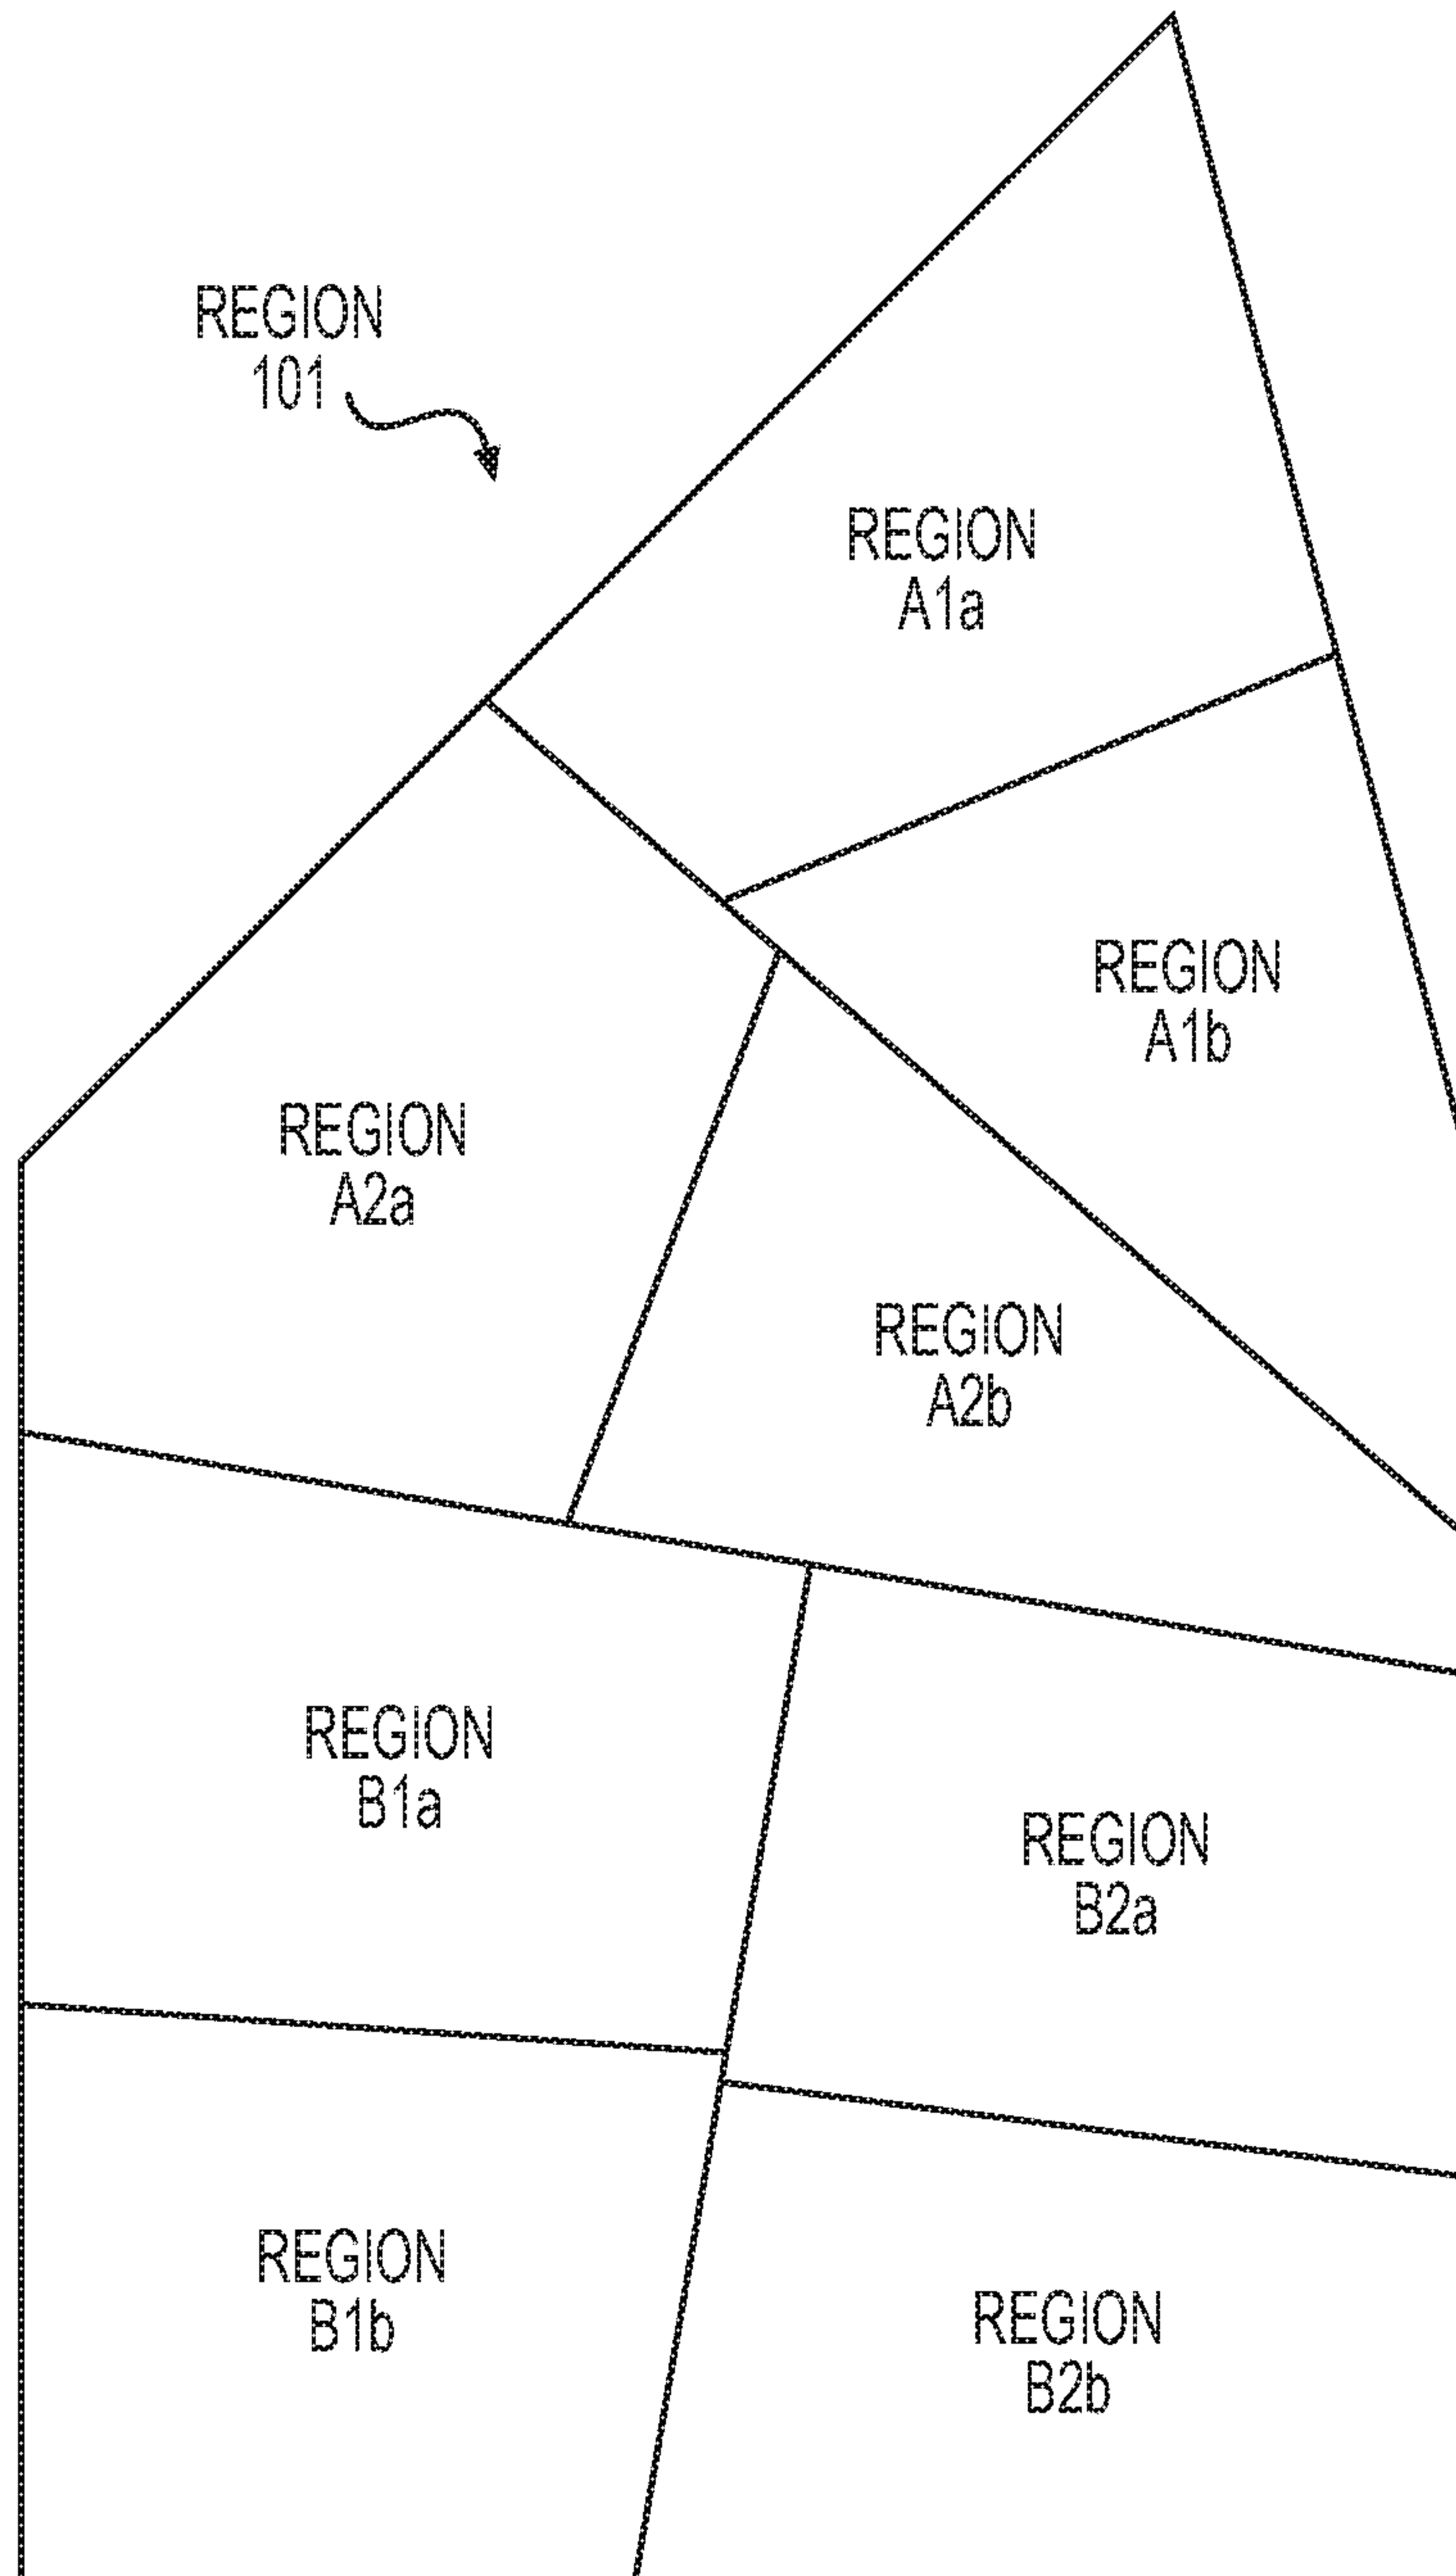 REGION
101
REGION
A1a
REGION
A1b
REGION
A2a
REGION
A2b
REGION
B1a
REGION
B2a
REGION
B1b
REGION
B2b